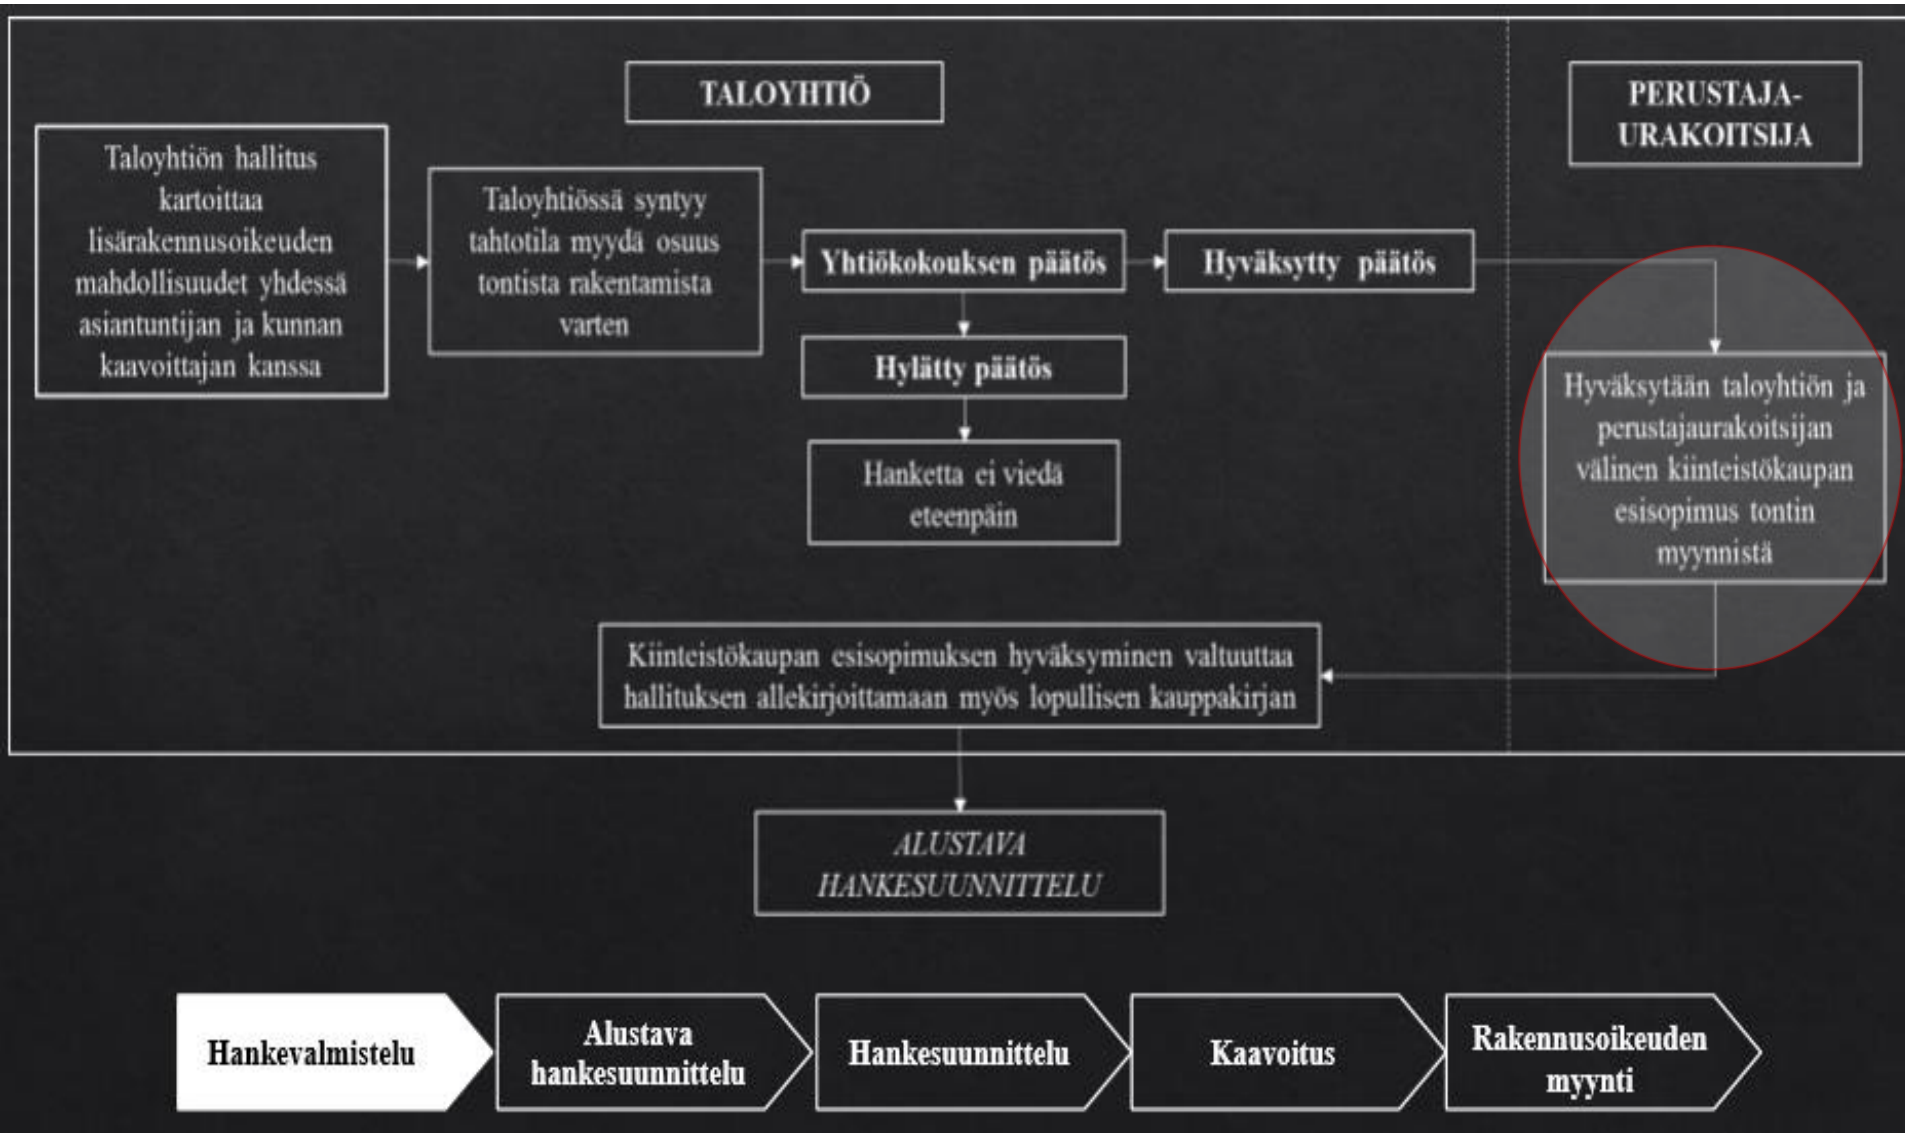 TALOYHTIÖ
PERUSTAJA-
URAKOITSIJA
Taloyhtiön hallitus
kartoittaa
lisärakennusoikeuden
mahdollisuudet yhdessä
asiantuntijan ja kunnan
kaavoittajan kanssa
Taloyhtiössä syntyy
tahtotila myydä osuus
tontista rakentamista
varten
Yhtiökokouksen päätös
Hyväksytty päätös
Hylätty päätös
Hanketta ei viedä
eteenpäin
Hyväksytään taloyhtiön ja
perustajaurakoitsijan
välinen kiinteistökaupan
esisopimus tontin
myynnistä
Kiinteistökaupan esisopimuksen hyväksyminen valtuuttaa
hallituksen allekirjoittamaan myös lopullisen kauppakirjan
ALUSTAVA
HANKESUUNNITTELU
Hankevalmistelu
Alustava
hankesuunnittelu
Hankesuunnittelu
Kaavoitus
Rakennusoikeuden
myynti